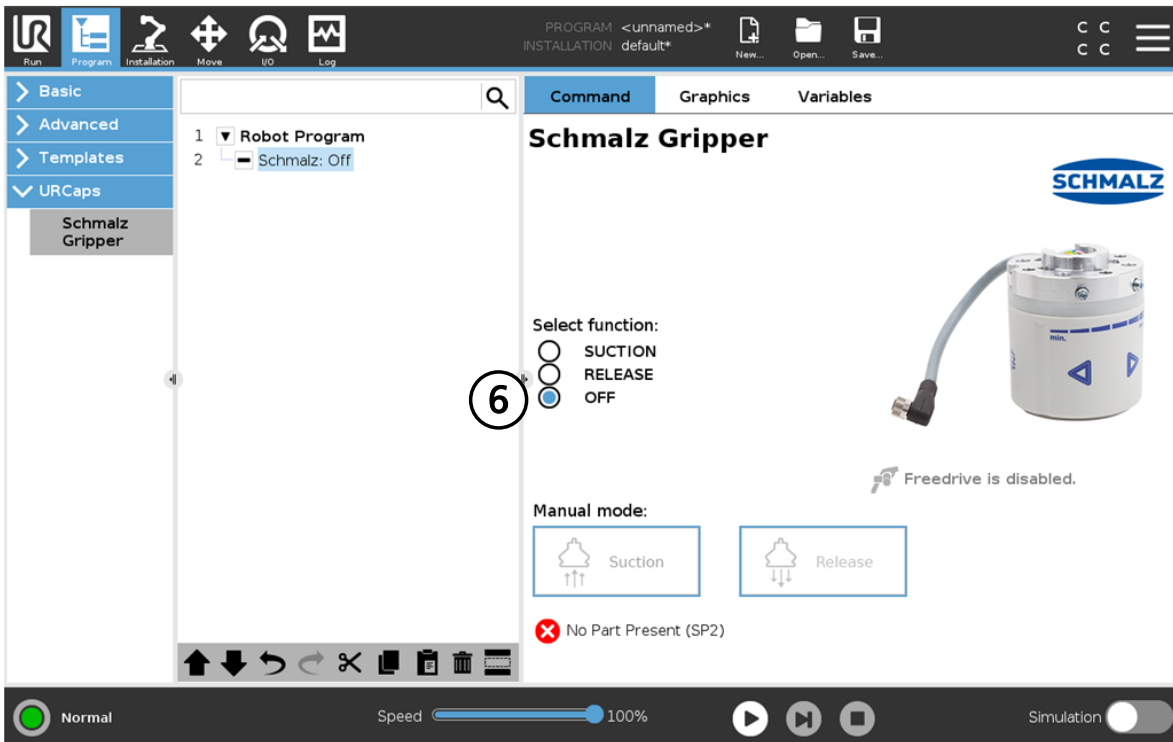 PROGRAM <unnamed>*
INSTALLATION default*
C C
C C
Run
Program
Installation
Move
I/O
Log
New...
Open...
Save...
Basic
Advanced
Templates
URCaps
Schmalz
Gripper
1 Robot Program
2 Schmalz: Off
Command Graphics Variables
Schmalz Gripper
SCHMALZ
min.
Select function:
SUCTION
RELEASE
6 OFF
Freedrive is disabled.
Manual mode:
Suction
Release
No Part Present (SP2)
Normal
Speed 100%
Simulation